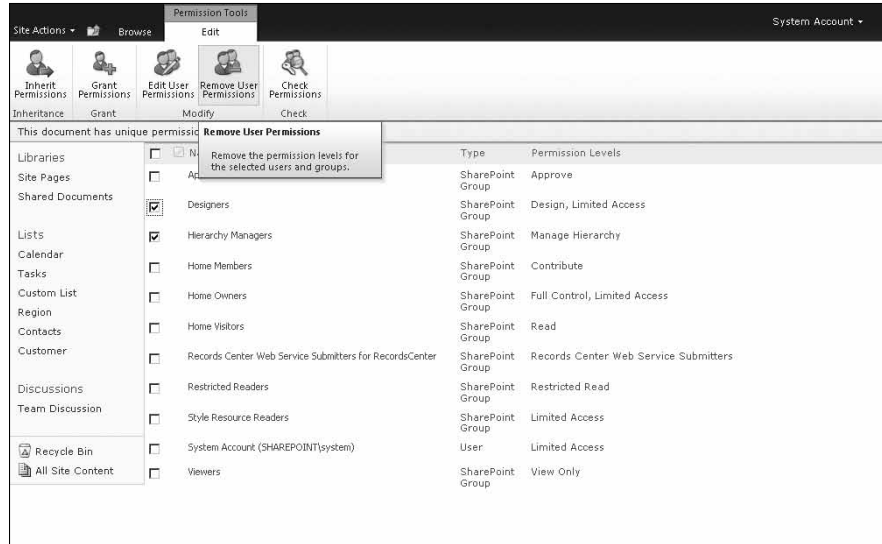 Permission Tools
Site Actions Browse Edit System Account
Inherit Permissions Grant Permissions Edit User Permissions Remove User Permissions Check Permissions
Inheritance Grant Modify Check
This document has unique
Remove User Permissions
Remove the permission levels for
the selected users and groups.
Type Permission Levels
Libraries
Site Pages
Shared Documents
Lists
Calendar
Tasks
Custom List
Region
Contacts
Customer
Discussions
Team Discussion
Recycle Bin
All Site Content
SharePoint Group Approve
Designers SharePoint Group Design, Limited Access
Hierarchy Managers SharePoint Group Manage Hierarchy
Home Members SharePoint Group Contribute
Home Owners SharePoint Group Full Control, Limited Access
Home Visitors SharePoint Group Read
Records Center Web Service Submitters for RecordsCenter SharePoint Group Records Center Web Service Submitters
Restricted Readers SharePoint Group Restricted Read
Style Resource Readers SharePoint Group Limited Access
System Account (SHAREPOINT\system) User Limited Access
Viewers SharePoint Group View Only